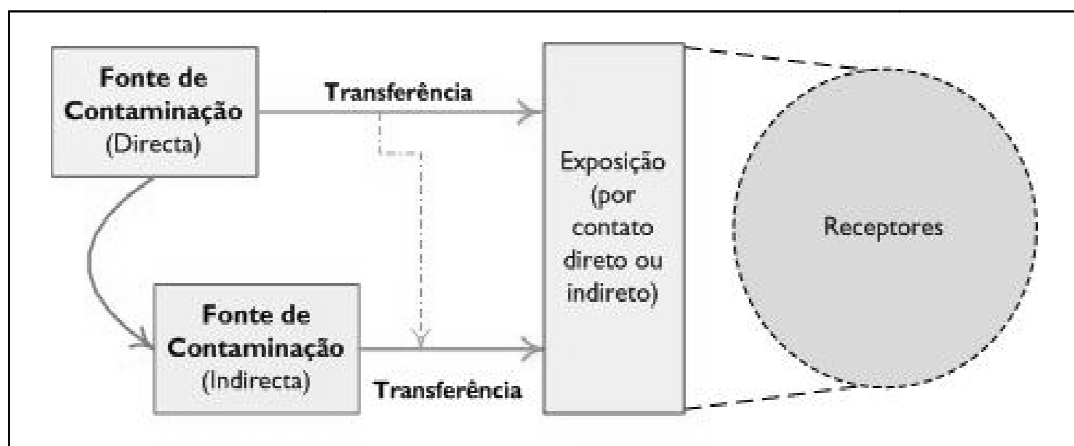 Fonte de
Contaminação
(Directa)
Transferência
Exposição
(por
contato
direto ou
indireto)
Receptores
Fonte de
Contaminação
(Indirecta)
Transferência